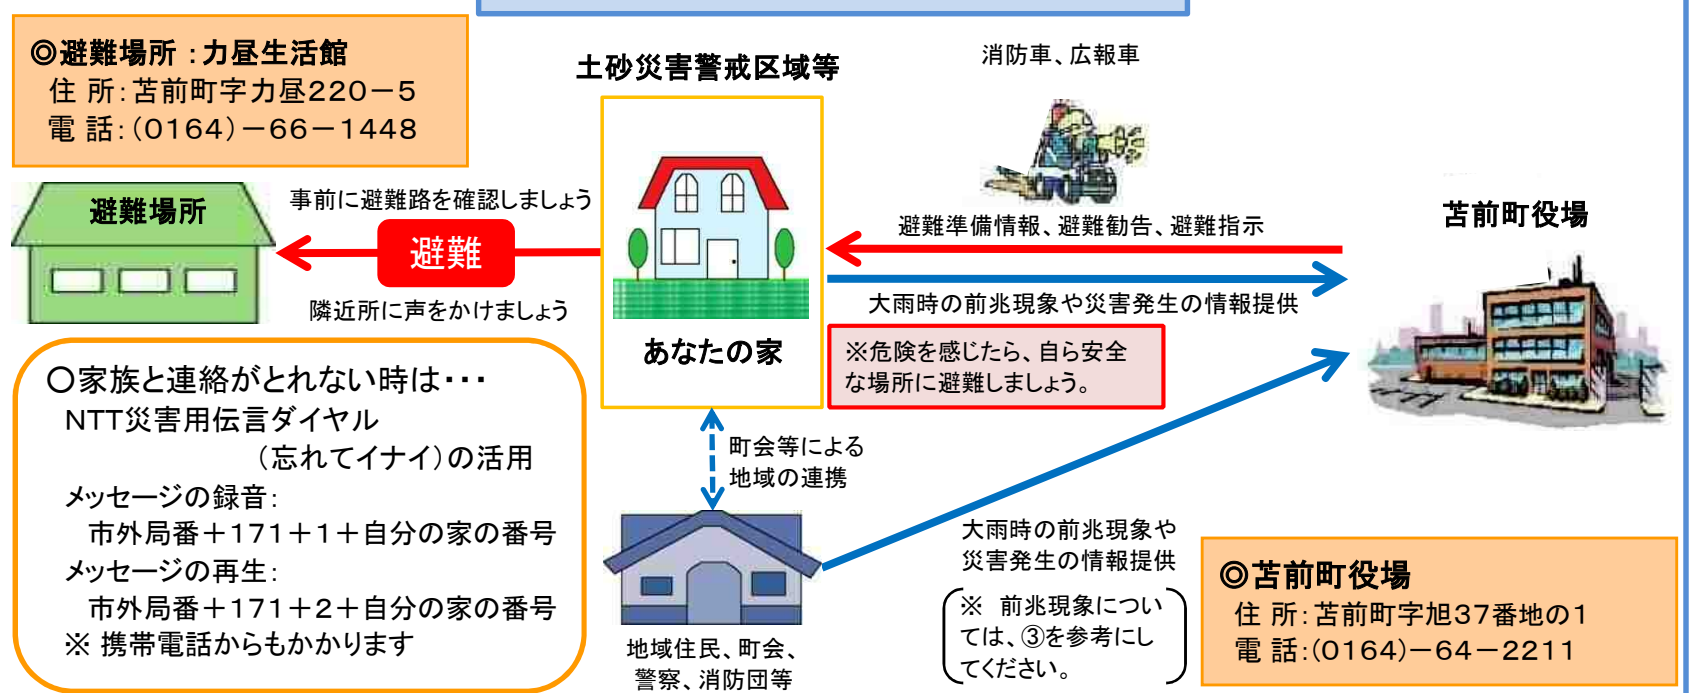 ◎避難場所：力昼生活館
住 所：苫前町字力昼220－5
電 話：（0164）－66－1448
土砂災害警戒区域等
消防車、広報車
避難場所
事前に避難路を確認しましょう
避難
隣近所に声をかけましょう
あなたの家
避難準備情報、避難勧告、避難指示
大雨時の前兆現象や災害発生の情報提供
苫前町役場
※危険を感じたら、自ら安全
な場所に避難しましょう。
○家族と連絡がとれない時は・・・
NTT災害用伝言ダイヤル
（忘れてイナイ）の活用
メッセージの録音：
市外局番＋171＋1＋自分の家の番号
メッセージの再生：
市外局番＋171＋2＋自分の家の番号
※ 携帯電話からもかかります
町会等による
地域の連携
地域住民、町会、
警察、消防団等
大雨時の前兆現象や
災害発生の情報提供
※ 前兆現象につい
ては、③を参考にし
てください。
◎苫前町役場
住 所：苫前町字旭37番地の1
電 話：（0164）－64－2211